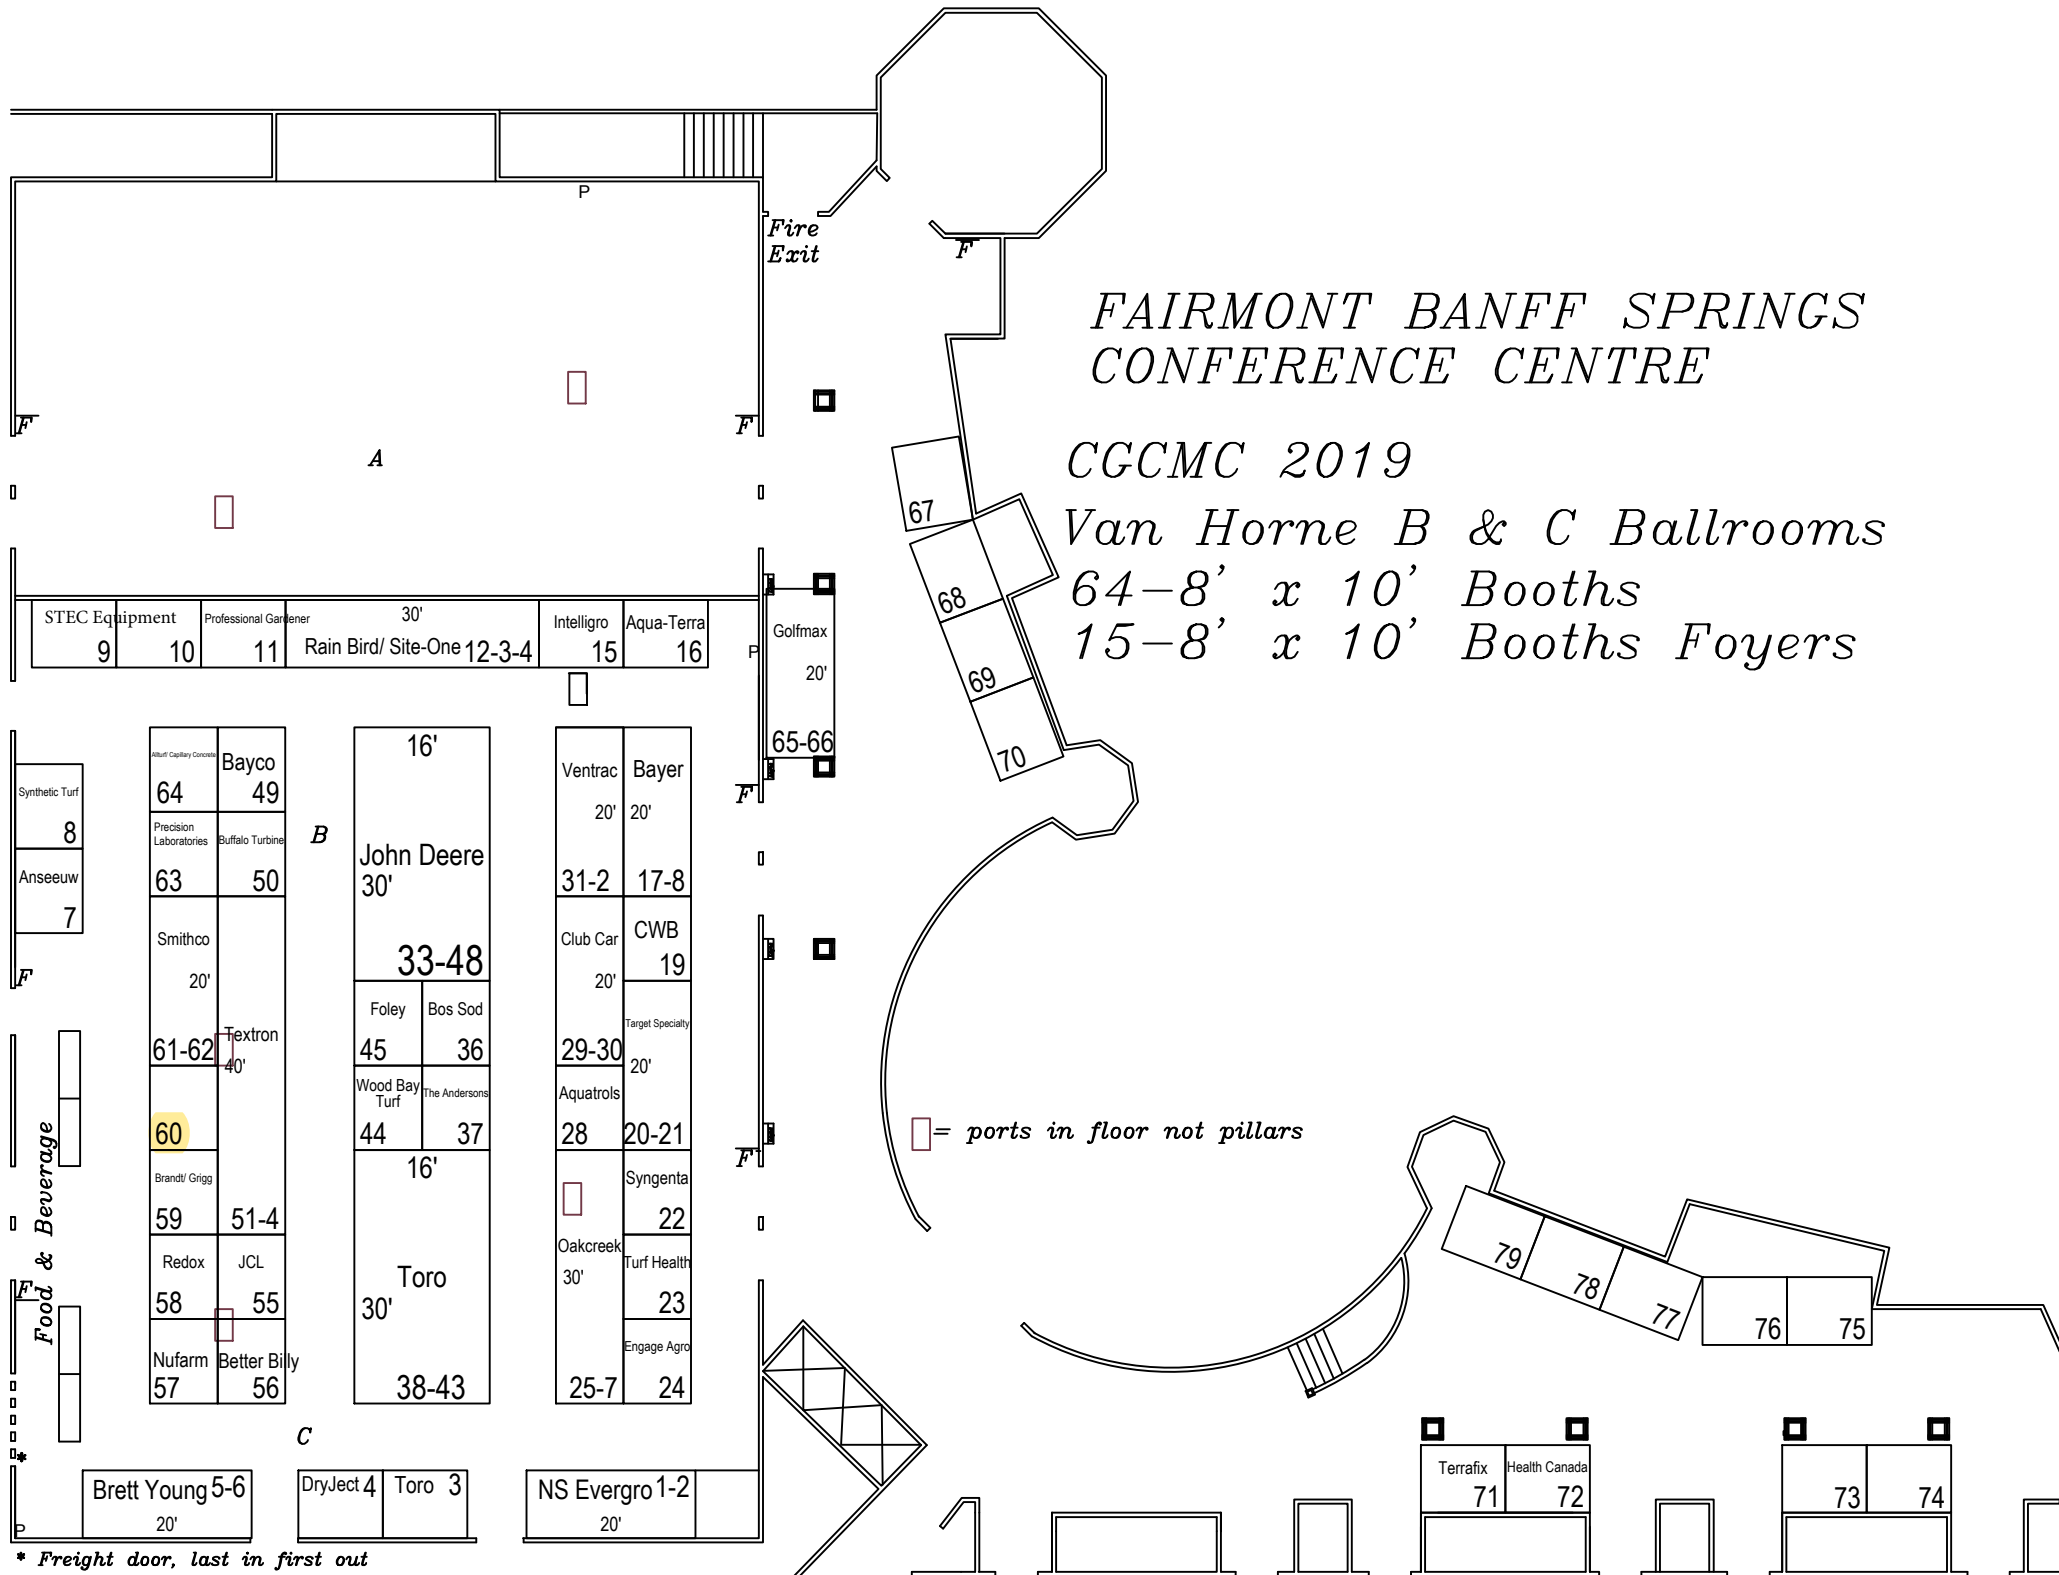 P
Fire
Exit
F
FAIRMONT BANFF SPRINGS
CONFERENCE CENTRE
F
F
A
CGCMC 2019
Van Horne B & C Ballrooms
64-8' x 10' Booths
15-8' x 10' Booths Foyers
67
68
69
70
STEC Equipment
9
10
Professional Gardener
11
30'
Rain Bird/ Site-One 12-3-4
Intelligro
15
Aqua-Terra
16
P
Golfmax
20'
65-66
Synthetic Turf
8
Anseeuw
7
F
Allturf/ Capillary Concrete
64
Bayco
49
Precision
Laboratories
63
Buffalo Turbine
50
B
Smithco
20'
61-62
Textron
40'
51-4
60
Brandt/ Grigg
59
Redox
58
JCL
55
Nufarm
57
Better Billy
56
16'
John Deere
30'
33-48
Foley
45
Bos Sod
36
Wood Bay
Turf
44
The Andersons
37
16'
Toro
30'
38-43
Ventrac
20'
31-2
Bayer
20'
17-8
Club Car
20'
29-30
CWB
19
Target Specialty
20'
20-21
Aquatrols
28
Syngenta
22
Oakcreek
30'
25-7
Turf Health
23
Engage Agro
24
F
F
= ports in floor not pillars
Food & Beverage
F
79
78
77
76
75
C
*
Brett Young 5-6
20'
DryJect 4
Toro 3
NS Evergro 1-2
20'
Terrafix
71
Health Canada
72
73
74
P
* Freight door, last in first out